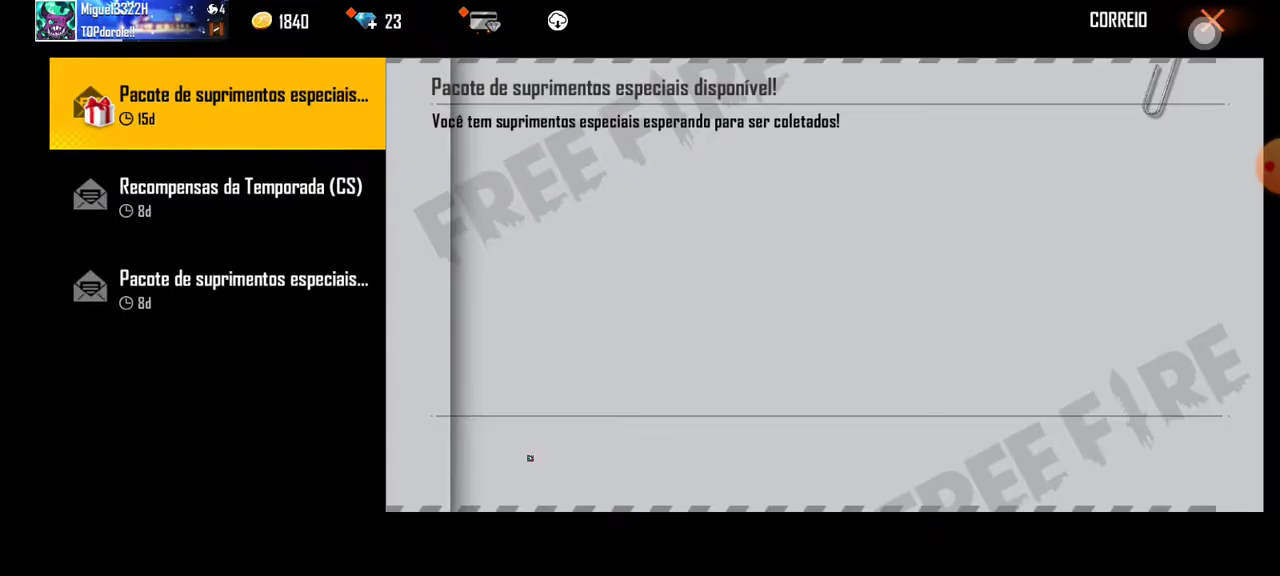 Miguel3322H
4
TOPdorole!!
1840
23
CORREIO
Pacote de suprimentos especiais...
15d
Recompensas da Temporada (CS)
8d
Pacote de suprimentos especiais...
8d
Pacote de suprimentos especiais disponível!
Você tem suprimentos especiais esperando para ser coletados!
FREE FIRE
FREE FIRE